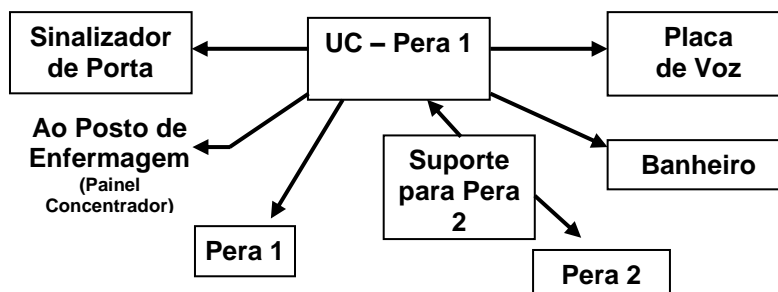 Sinalizador
de Porta
UC – Pera 1
Placa
de Voz
Ao Posto de
Enfermagem
(Painel
Concentrador)
Suporte
para Pera
2
Banheiro
Pera 1
Pera 2